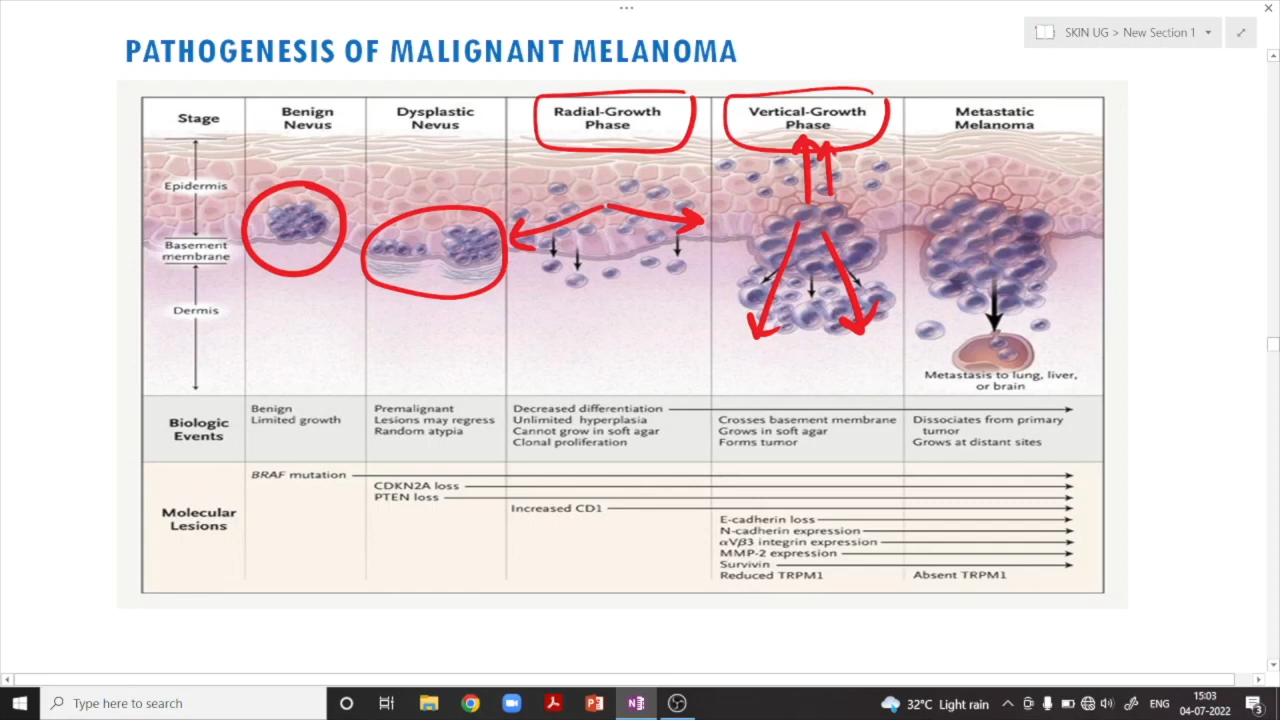 SKIN UG > New Section 1
PATHOGENESIS OF MALIGNANT MELANOMA
Stage
Benign
Nevus
Dysplastic
Nevus
Radial-Growth
Phase
Vertical-Growth
Phase
Metastatic
Melanoma
Epidermis
Basement
membrane
Dermis
Metastasis to lung, liver,
or brain
Biologic
Events
Benign
Limited growth
Premalignant
Lesions may regress
Random atypia
Decreased differentiation
Unlimited hyperplasia
Cannot grow in soft agar
Clonal proliferation
Crosses basement membrane
Grows in soft agar
Forms tumor
Dissociates from primary
tumor
Grows at distant sites
Molecular
Lesions
BRAF mutation
CDKN2A loss
PTEN loss
Increased CD1
E-cadherin loss
N-cadherin expression
αVβ3 integrin expression
MMP-2 expression
Survivin
Reduced TRPM1
Absent TRPM1
Type here to search
32°C Light rain
ENG
15:03
04-07-2022
3